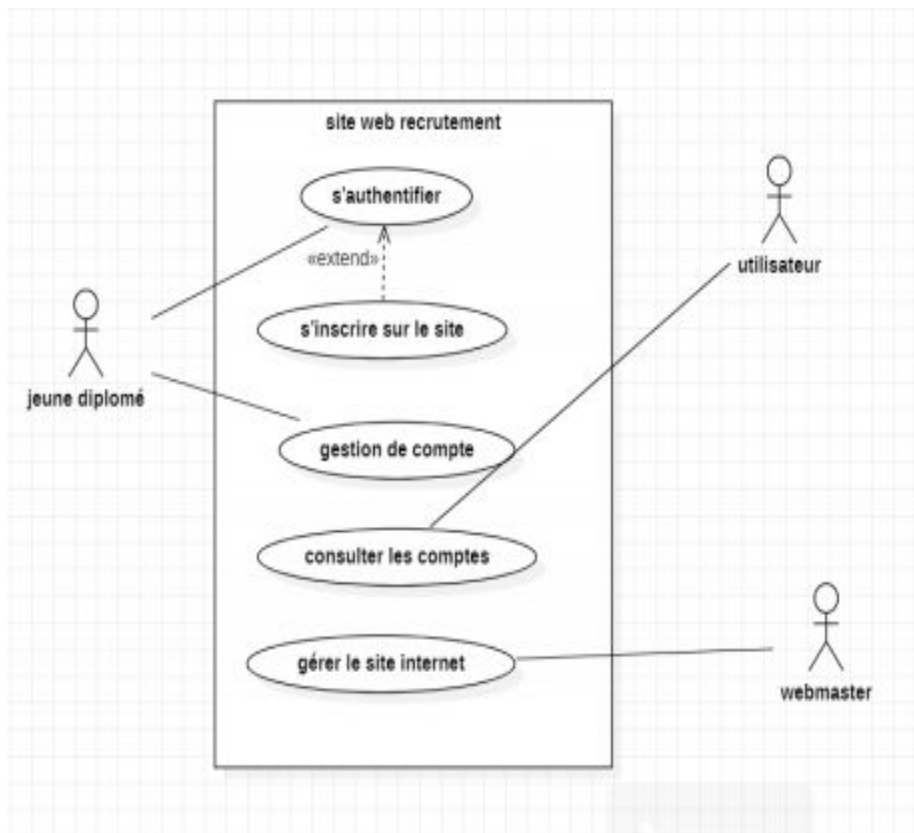 site web recrutement
s'authentifier
«extend»
s'inscrire sur le site
jeune diplomé
gestion de compte
consulter les comptes
gérer le site internet
utilisateur
webmaster